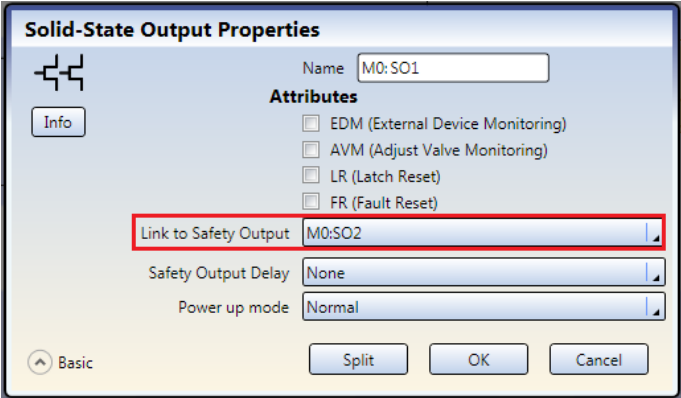 Solid-State Output Properties
Name M0:SO1
Attributes
Info
EDM (External Device Monitoring)
AVM (Adjust Valve Monitoring)
LR (Latch Reset)
FR (Fault Reset)
Link to Safety Output M0:SO2
Safety Output Delay None
Power up mode Normal
Basic Split OK Cancel